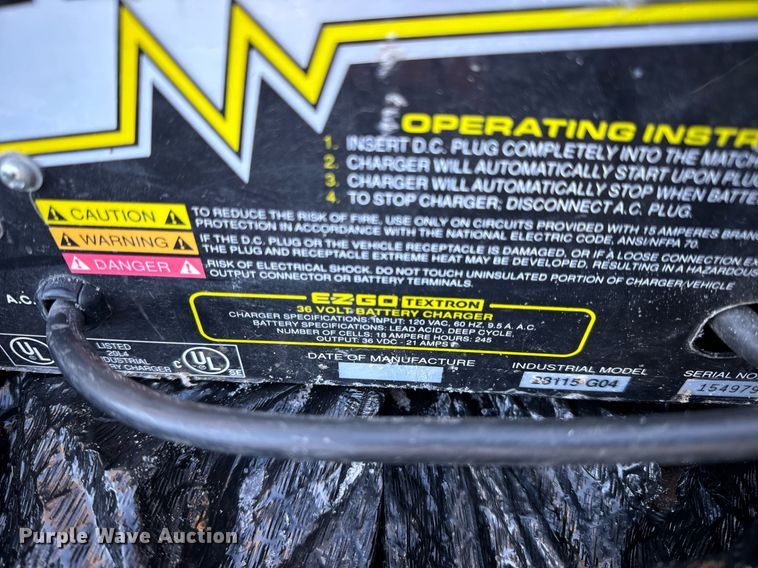 OPERATING INSTR
1. INSERT D.C. PLUG COMPLETELY INTO THE MATCH
2. CHARGER WILL AUTOMATICALLY START UPON PLUG
3. CHARGER WILL AUTOMATICALLY STOP WHEN BATTE
4. TO STOP CHARGER; DISCONNECT A.C. PLUG.
CAUTION
TO REDUCE THE RISK OF FIRE, USE ONLY ON CIRCUITS PROVIDED WITH 15 AMPERES BRAN
PROTECTION IN ACCORDANCE WITH THE NATIONAL ELECTRIC CODE, ANSI/NFPA 70.
WARNING
IF THE D.C. PLUG OR THE VEHICLE RECEPTACLE IS DAMAGED, OR IF A LOOSE CONNECTION EX
THE PLUG AND RECEPTACLE EXTREME HEAT MAY BE DEVELOPED, RESULTING IN A HAZARDOUS
DANGER
RISK OF ELECTRICAL SHOCK. DO NOT TOUCH UNINSULATED PORTION OF CHARGER/VEHICLE
OUTPUT CONNECTOR OR BATTERY TERMINALS.
A.C.
E-Z-GO TEXTRON
36 VOLT BATTERY CHARGER
CHARGER SPECIFICATIONS: INPUT: 120 VAC, 60 HZ, 9.5 A. A.C.
BATTERY SPECIFICATIONS: LEAD ACID, DEEP CYCLE,
NUMBER OF CELLS: 18 AMPERE HOURS: 245
OUTPUT: 36 VDC - 21 AMPS
UL
LISTED
20L4
DUSTRIAL
RY CHARGER
C UL
DATE OF MANUFACTURE
INDUSTRIAL MODEL
28115-G04
SERIAL NO
154979
Purple Wave Auction